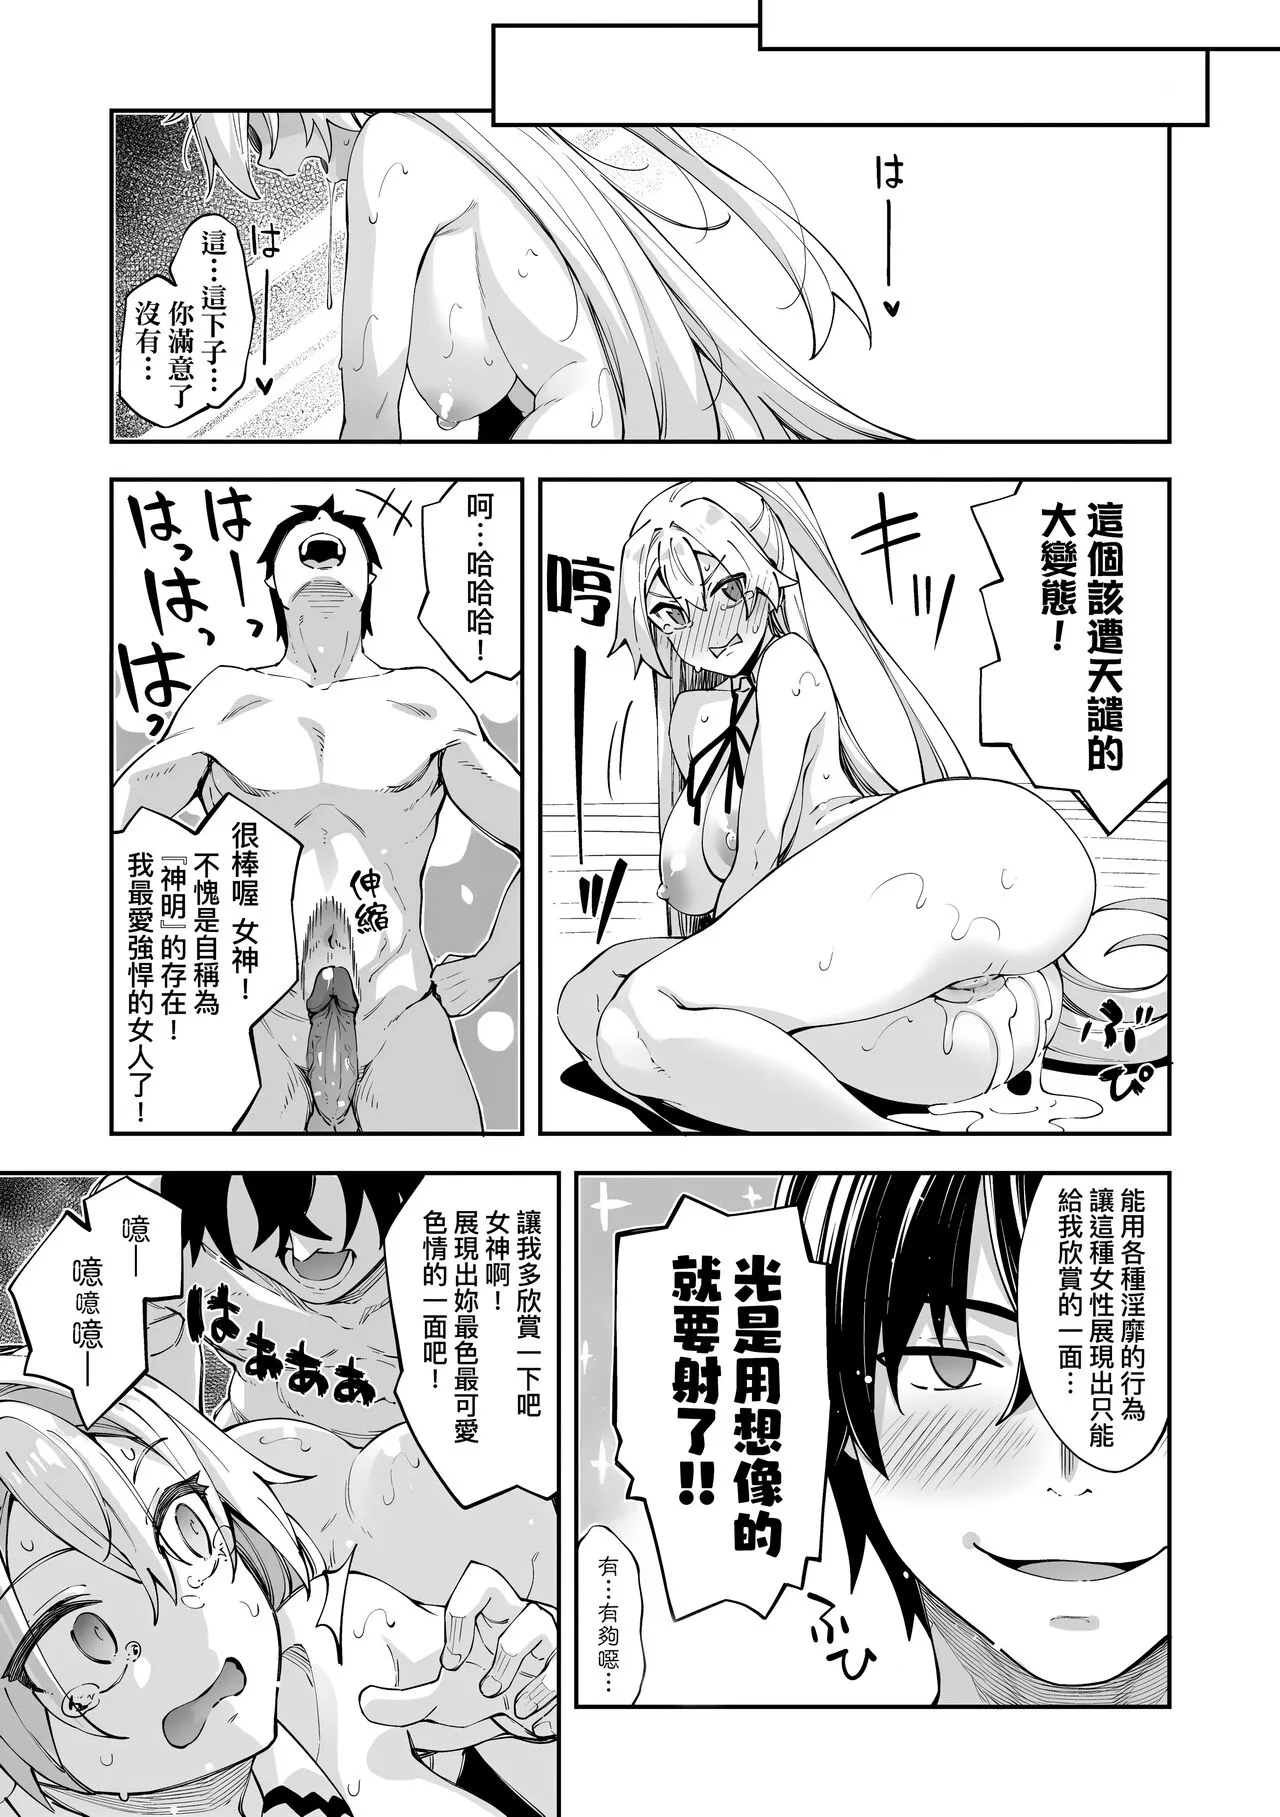 はー♥
はー♥
這…這下子…
你滿意了
沒有…
這個該遭天譴的
大變態！
哼ー
ぶぴ
呵…哈哈哈！
はーっ
はっ
はっ
伸縮
很棒喔 女神！
不愧是自稱為
『神明』的存在！
我最愛強悍的女人了！
能用各種淫靡的行為
讓這種女性展現出只能
給我欣賞的一面…
光是用想像的
就要射了!!
ふひ
有…有夠噁…
讓我多欣賞一下吧
女神啊！
展現出妳最色最可愛
色情的一面吧！
はぁぁぁ
噫—
噫噫噫—